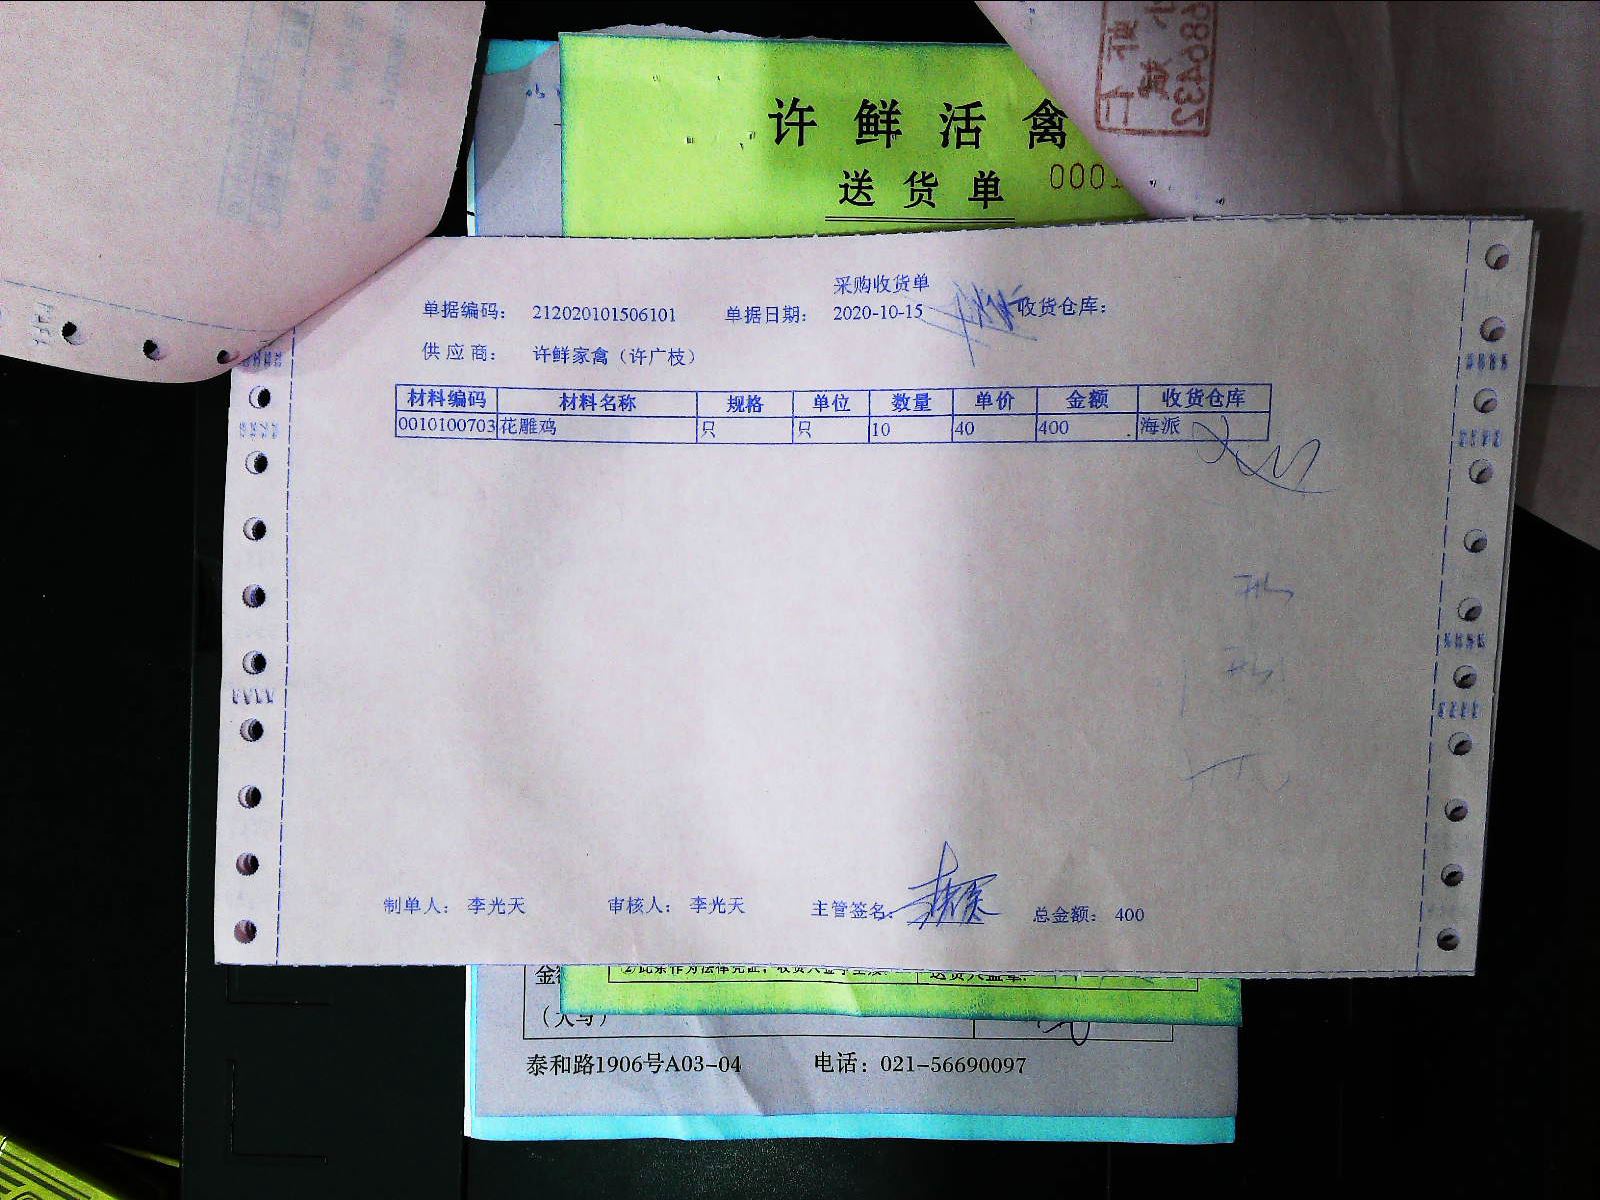 许鲜活禽
送货单
采购收货单
单据编码： 212020101506101 单据日期： 2020-10-15 收货仓库：
供应商： 许鲜家禽（许广枝）
材料编码 材料名称 规格 单位 数量 单价 金额 收货仓库
0010100703 花雕鸡 只 只 10 40 400 海派
制单人： 李光天 审核人： 李光天 主管签名： 总金额： 400
泰和路1906号A03-04 电话：021-56690097